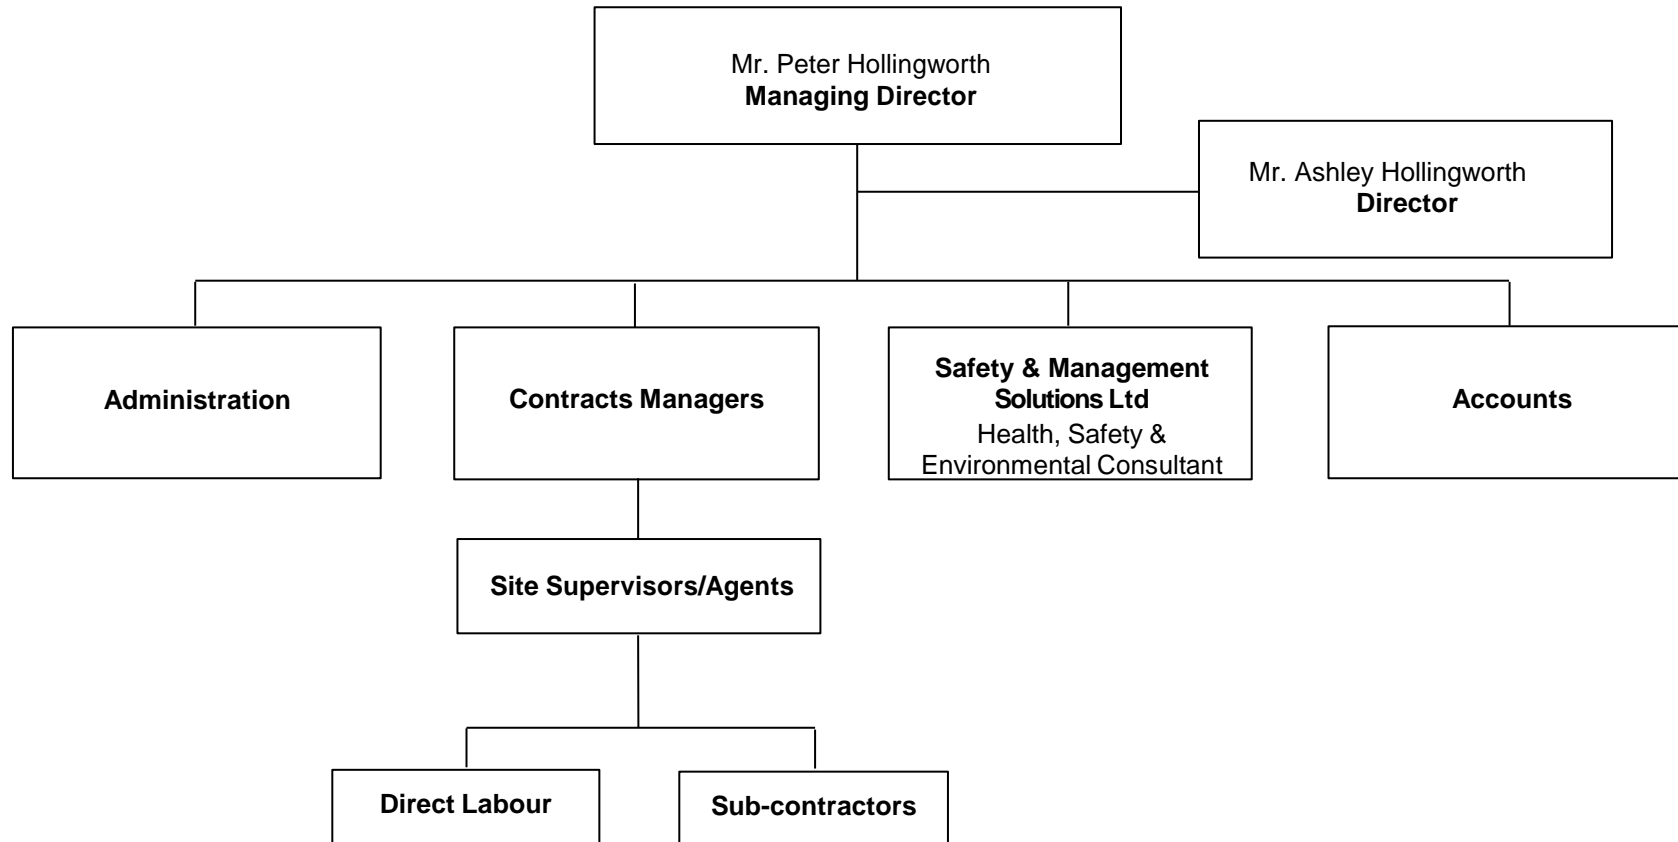 Mr. Peter Hollingworth
Managing Director
Mr. Ashley Hollingworth
Director
Administration
Contracts Managers
Safety & Management
Solutions Ltd
Health, Safety &
Environmental Consultant
Accounts
Site Supervisors/Agents
Direct Labour
Sub-contractors